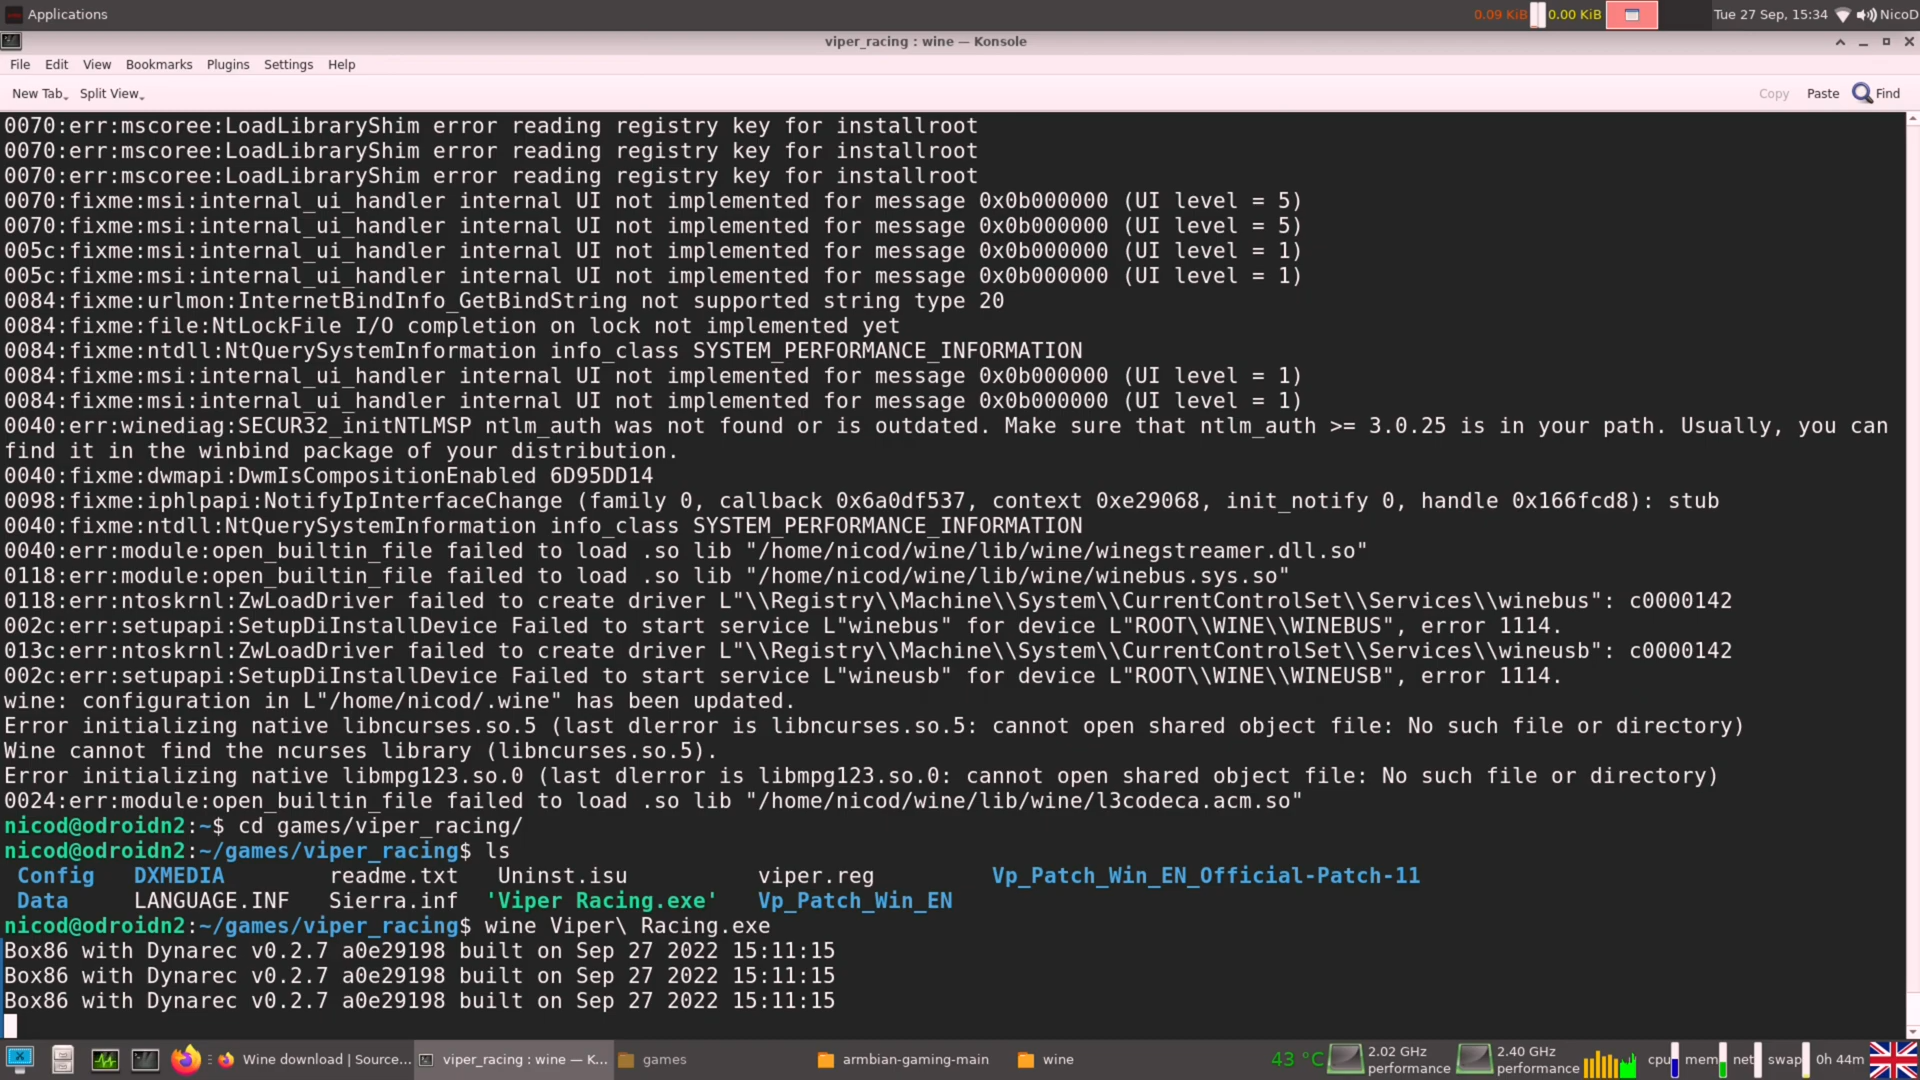 Applications
0.09 KiB 0.00 KiB Tue 27 Sep, 15:34 NicoD
viper_racing : wine — Konsole
File Edit View Bookmarks Plugins Settings Help
New Tab Split View Copy Paste Find
0070:err:mscoree:LoadLibraryShim error reading registry key for installroot
0070:err:mscoree:LoadLibraryShim error reading registry key for installroot
0070:err:mscoree:LoadLibraryShim error reading registry key for installroot
0070:fixme:msi:internal_ui_handler internal UI not implemented for message 0x0b000000 (UI level = 5)
0070:fixme:msi:internal_ui_handler internal UI not implemented for message 0x0b000000 (UI level = 5)
005c:fixme:msi:internal_ui_handler internal UI not implemented for message 0x0b000000 (UI level = 1)
005c:fixme:msi:internal_ui_handler internal UI not implemented for message 0x0b000000 (UI level = 1)
0084:fixme:urlmon:InternetBindInfo_GetBindString not supported string type 20
0084:fixme:file:NtLockFile I/O completion on lock not implemented yet
0084:fixme:ntdll:NtQuerySystemInformation info_class SYSTEM_PERFORMANCE_INFORMATION
0084:fixme:msi:internal_ui_handler internal UI not implemented for message 0x0b000000 (UI level = 1)
0084:fixme:msi:internal_ui_handler internal UI not implemented for message 0x0b000000 (UI level = 1)
0040:err:winediag:SECUR32_initNTLMSP ntlm_auth was not found or is outdated. Make sure that ntlm_auth >= 3.0.25 is in your path. Usually, you can
find it in the winbind package of your distribution.
0040:fixme:dwmapi:DwmIsCompositionEnabled 6D95DD14
0098:fixme:iphlpapi:NotifyIpInterfaceChange (family 0, callback 0x6a0df537, context 0xe29068, init_notify 0, handle 0x166fcd8): stub
0040:fixme:ntdll:NtQuerySystemInformation info_class SYSTEM_PERFORMANCE_INFORMATION
0040:err:module:open_builtin_file failed to load .so lib "/home/nicod/wine/lib/wine/winegstreamer.dll.so"
0118:err:module:open_builtin_file failed to load .so lib "/home/nicod/wine/lib/wine/winebus.sys.so"
0118:err:ntoskrnl:ZwLoadDriver failed to create driver L"\\Registry\\Machine\\System\\CurrentControlSet\\Services\\winebus": c0000142
002c:err:setupapi:SetupDiInstallDevice Failed to start service L"winebus" for device L"ROOT\\WINE\\WINEBUS", error 1114.
013c:err:ntoskrnl:ZwLoadDriver failed to create driver L"\\Registry\\Machine\\System\\CurrentControlSet\\Services\\wineusb": c0000142
002c:err:setupapi:SetupDiInstallDevice Failed to start service L"wineusb" for device L"ROOT\\WINE\\WINEUSB", error 1114.
wine: configuration in L"/home/nicod/.wine" has been updated.
Error initializing native libncurses.so.5 (last dlerror is libncurses.so.5: cannot open shared object file: No such file or directory)
Wine cannot find the ncurses library (libncurses.so.5).
Error initializing native libmpg123.so.0 (last dlerror is libmpg123.so.0: cannot open shared object file: No such file or directory)
0024:err:module:open_builtin_file failed to load .so lib "/home/nicod/wine/lib/wine/l3codeca.acm.so"
nicod@odroidn2:~$ cd games/viper_racing/
nicod@odroidn2:~/games/viper_racing$ ls
Config DXMEDIA readme.txt Uninst.isu viper.reg Vp_Patch_Win_EN_Official-Patch-11
Data LANGUAGE.INF Sierra.inf 'Viper Racing.exe' Vp_Patch_Win_EN
nicod@odroidn2:~/games/viper_racing$ wine Viper\ Racing.exe
Box86 with Dynarec v0.2.7 a0e29198 built on Sep 27 2022 15:11:15
Box86 with Dynarec v0.2.7 a0e29198 built on Sep 27 2022 15:11:15
Box86 with Dynarec v0.2.7 a0e29198 built on Sep 27 2022 15:11:15
Wine download | Source... viper_racing : wine — K... games armbian-gaming-main wine 43 °C 2.02 GHz performance 2.40 GHz performance cpu mem net swap 0h 44m